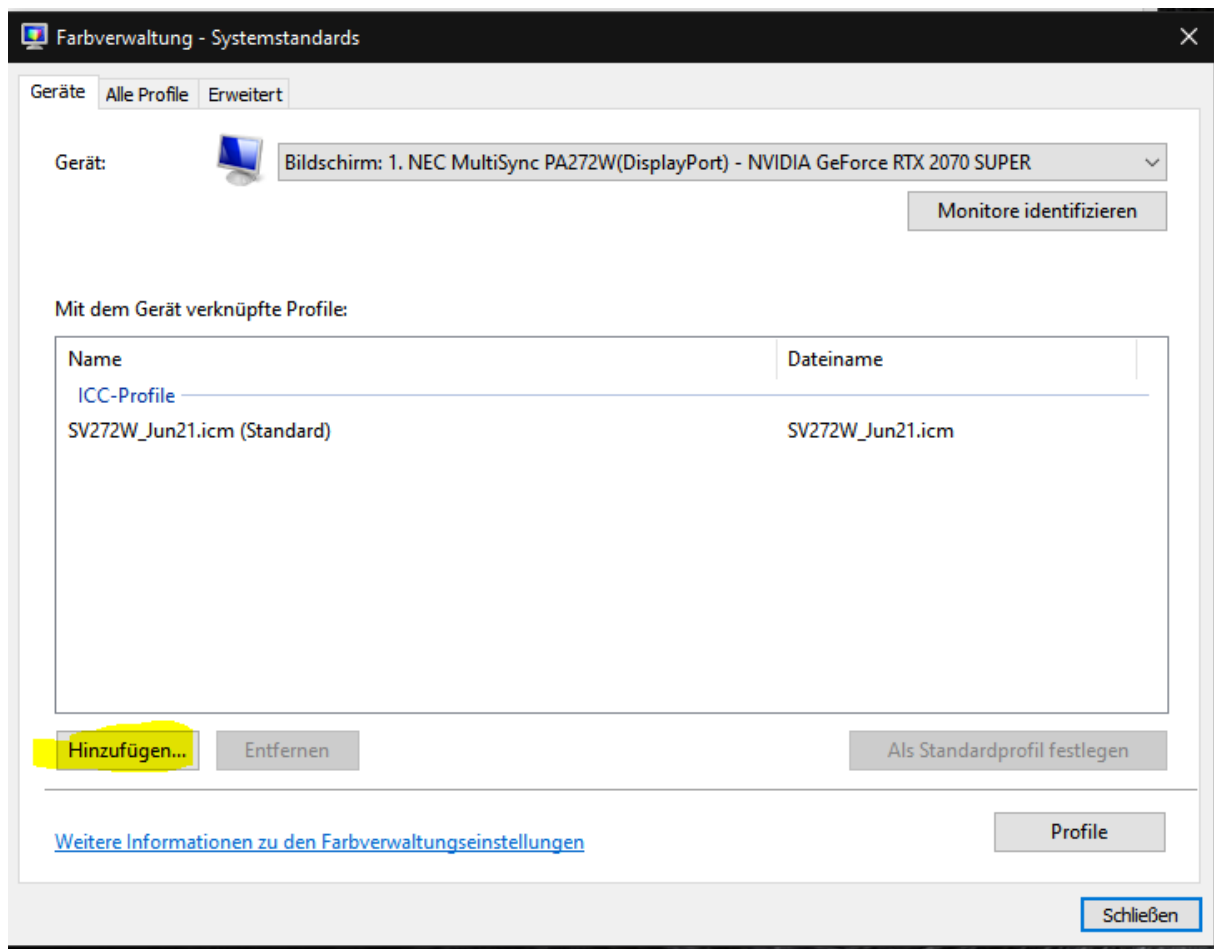 Farbverwaltung - Systemstandards
Geräte Alle Profile Erweitert
Gerät: Bildschirm: 1. NEC MultiSync PA272W(DisplayPort) - NVIDIA GeForce RTX 2070 SUPER
Monitore identifizieren
Mit dem Gerät verknüpfte Profile:
Name Dateiname
ICC-Profile
SV272W_Jun21.icm (Standard) SV272W_Jun21.icm
Hinzufügen... Entfernen Als Standardprofil festlegen
Weitere Informationen zu den Farbverwaltungseinstellungen Profile
Schließen